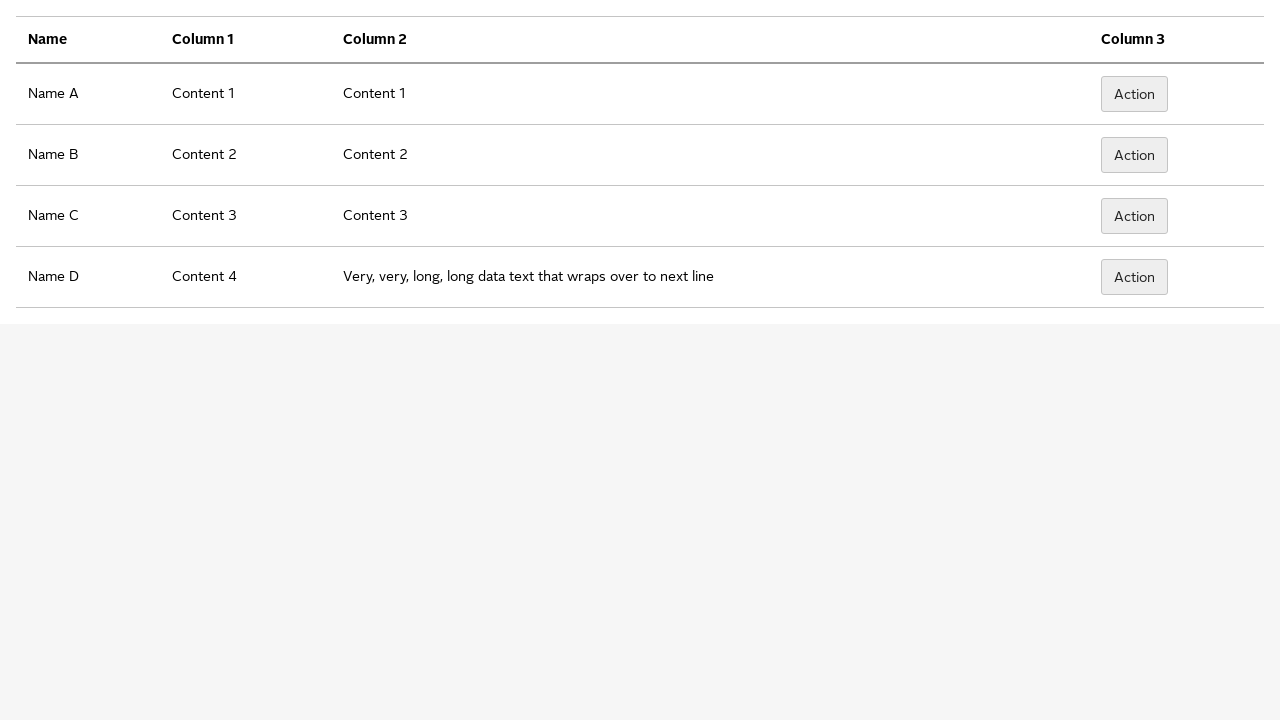 Name Column 1 Column 2 Column 3
Name A Content 1 Content 1 Action
Name B Content 2 Content 2 Action
Name C Content 3 Content 3 Action
Name D Content 4 Very, very, long, long data text that wraps over to next line Action